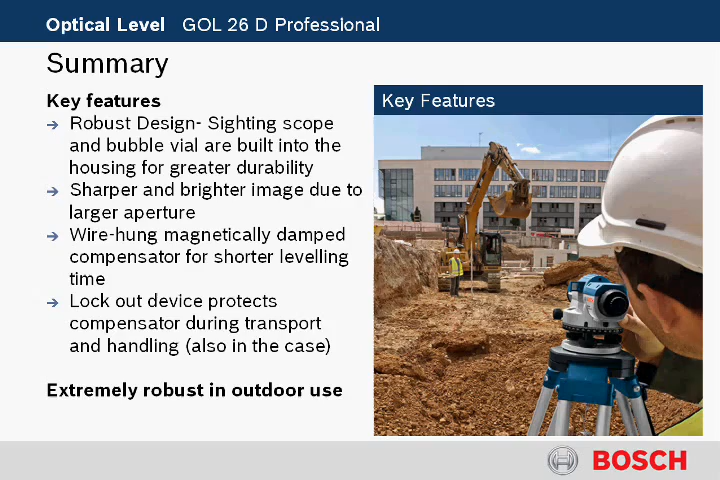 Optical Level GOL 26 D Professional
Summary
Key features
→ Robust Design- Sighting scope
and bubble vial are built into the
housing for greater durability
→ Sharper and brighter image due to
larger aperture
→ Wire-hung magnetically damped
compensator for shorter levelling
time
→ Lock out device protects
compensator during transport
and handling (also in the case)
Extremely robust in outdoor use
Key Features
BOSCH
BOSCH